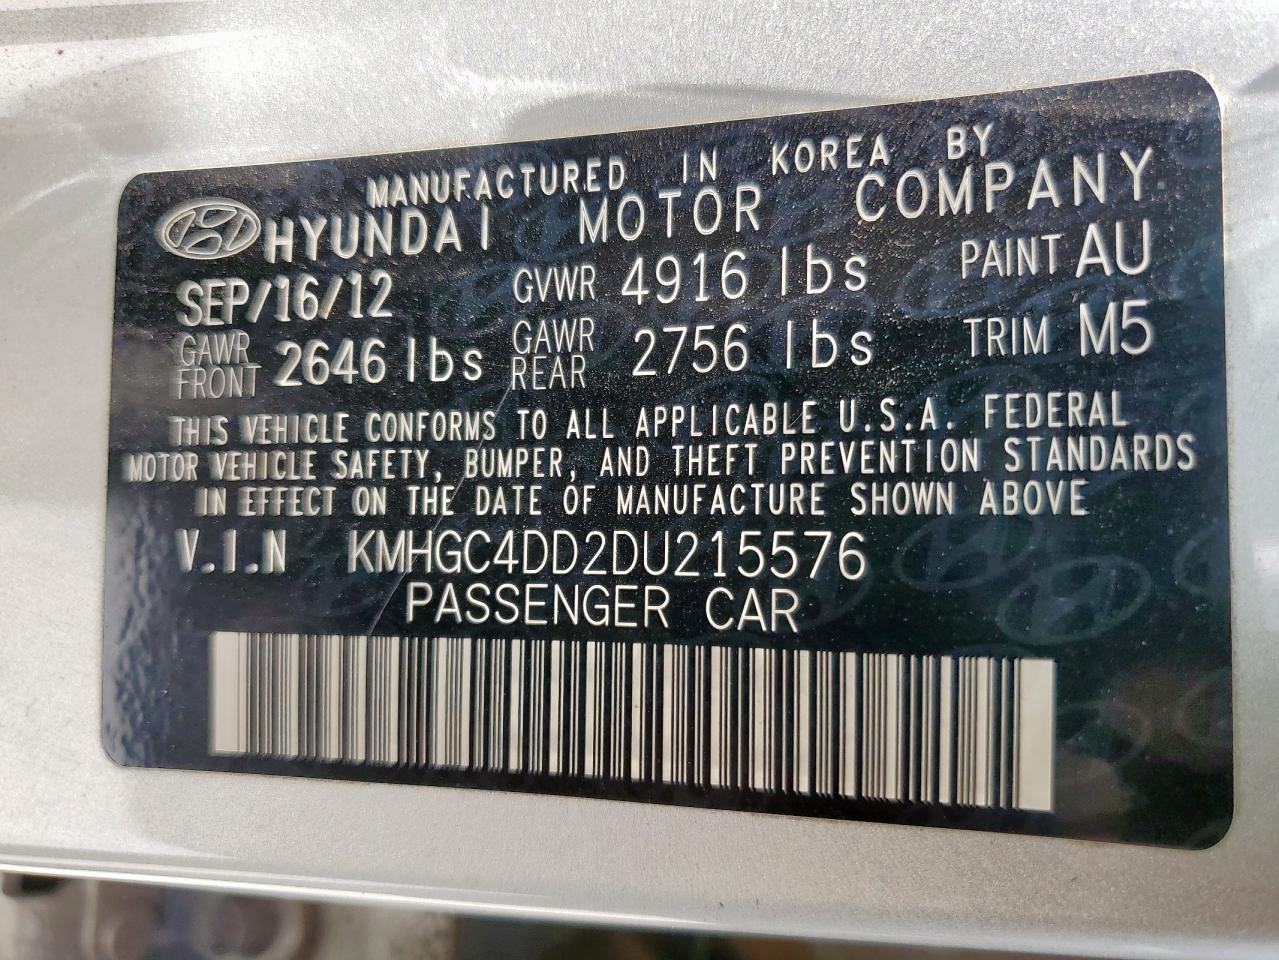 MANUFACTURED IN KOREA BY
HYUNDAI MOTOR COMPANY
SEP/16/12 GVWR 4916 lbs PAINT AU
GAWR FRONT 2646 lbs GAWR REAR 2756 lbs TRIM M5
THIS VEHICLE CONFORMS TO ALL APPLICABLE U.S.A. FEDERAL
MOTOR VEHICLE SAFETY, BUMPER, AND THEFT PREVENTION STANDARDS
IN EFFECT ON THE DATE OF MANUFACTURE SHOWN ABOVE
V.I.N KMHGC4DD2DU215576
PASSENGER CAR